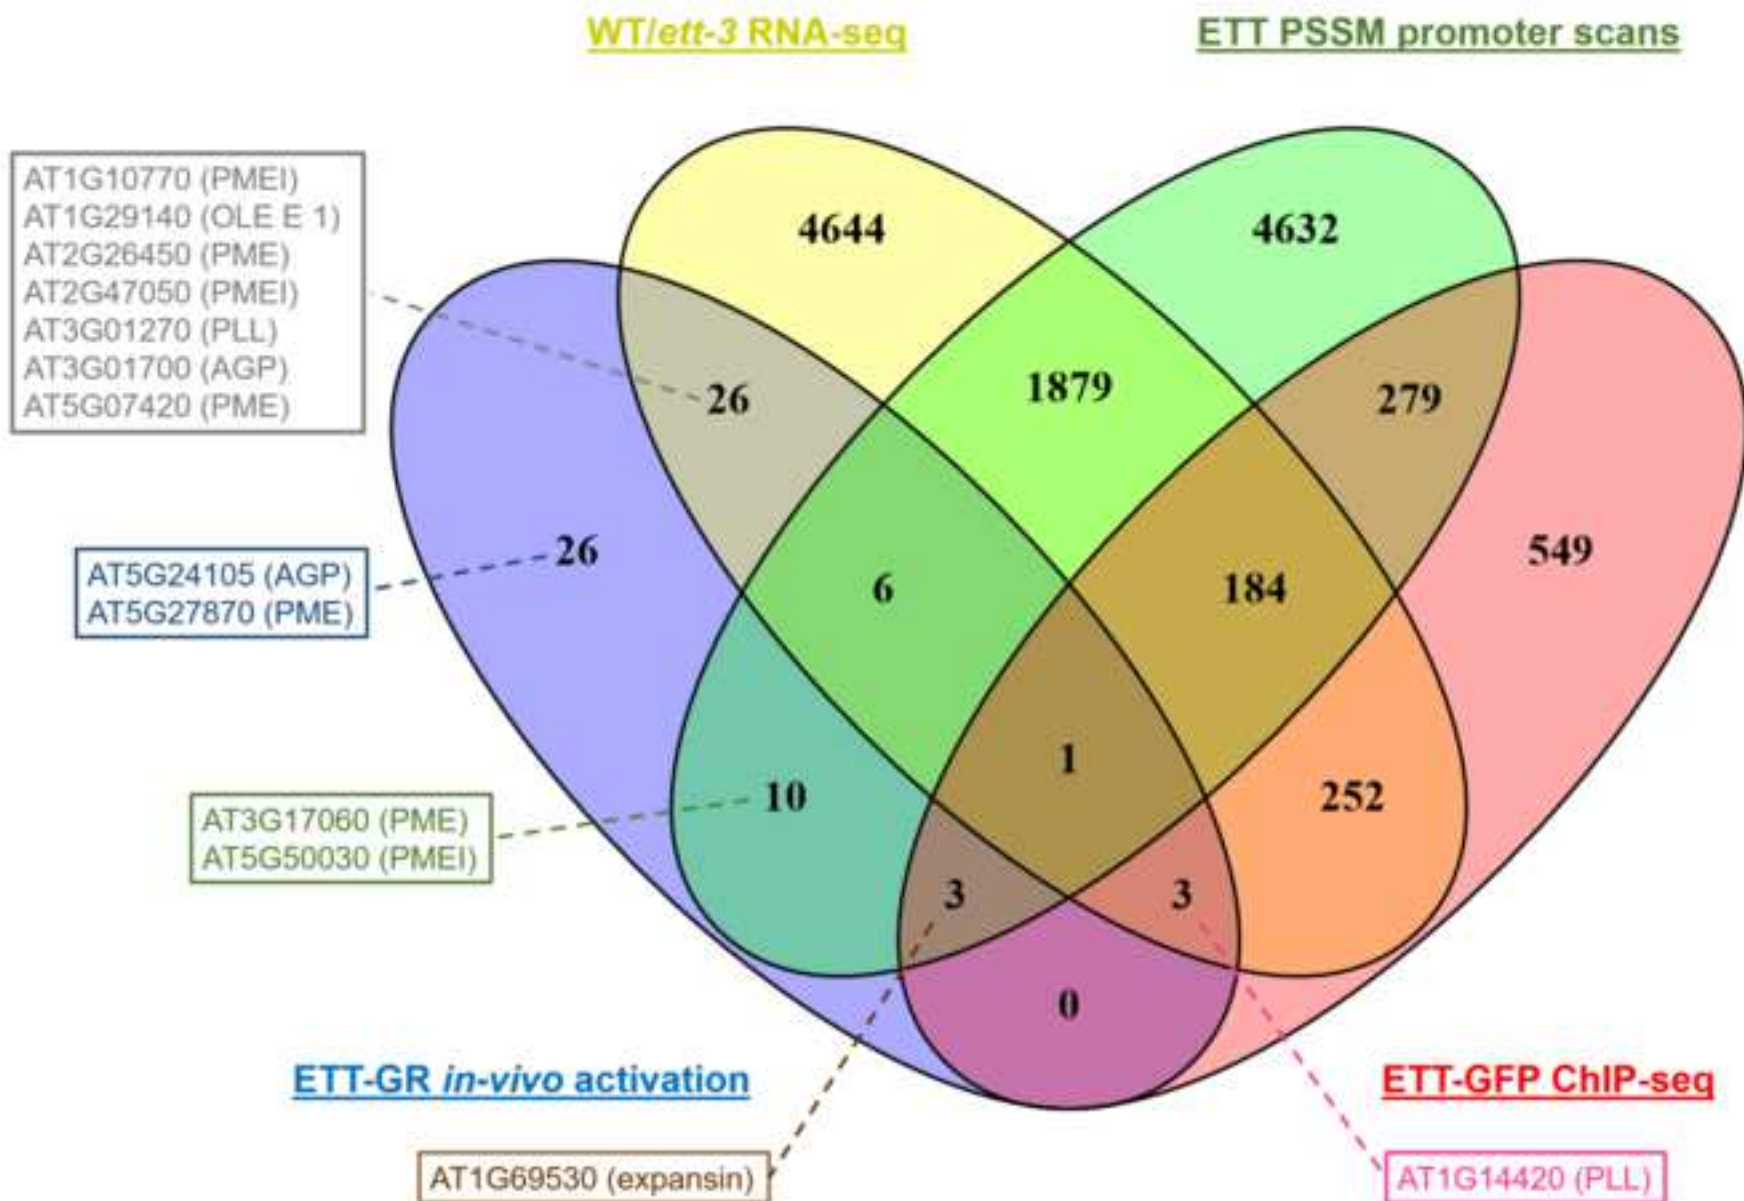 WT/ett-3 RNA-seq
ETT PSSM promoter scans
AT1G10770 (PMEI)
AT1G29140 (OLE E 1)
AT2G26450 (PME)
AT2G47050 (PMEI)
AT3G01270 (PLL)
AT3G01700 (AGP)
AT5G07420 (PME)
4644
4632
26
1879
279
AT5G24105 (AGP)
AT5G27870 (PME)
26
6
184
549
AT3G17060 (PME)
AT5G50030 (PMEI)
10
1
252
3
3
0
ETT-GR in-vivo activation
ETT-GFP ChIP-seq
AT1G69530 (expansin)
AT1G14420 (PLL)